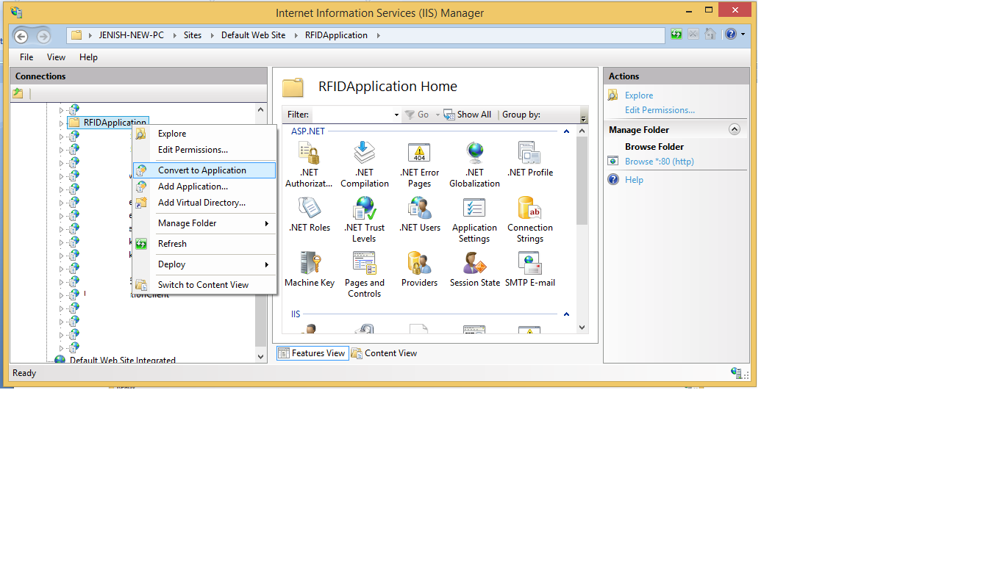 Internet Information Services (IIS) Manager
JENISH-NEW-PC
Sites
Default Web Site
RFIDApplication
File
View
Help
Connections
RFIDApplication
Default Web Site Integrated
Explore
Edit Permissions...
Convert to Application
Add Application...
Add Virtual Directory...
Manage Folder
Refresh
Deploy
Switch to Content View
RFIDApplication Home
Filter:
Go
Show All
Group by:
ASP.NET
.NET
Authorizat...
.NET
Compilation
.NET Error
Pages
.NET
Globalization
.NET Profile
.NET Roles
.NET Trust
Levels
.NET Users
Application
Settings
Connection
Strings
Machine Key
Pages and
Controls
Providers
Session State
SMTP E-mail
IIS
Features View
Content View
Actions
Explore
Edit Permissions...
Manage Folder
Browse Folder
Browse *:80 (http)
Help
Ready